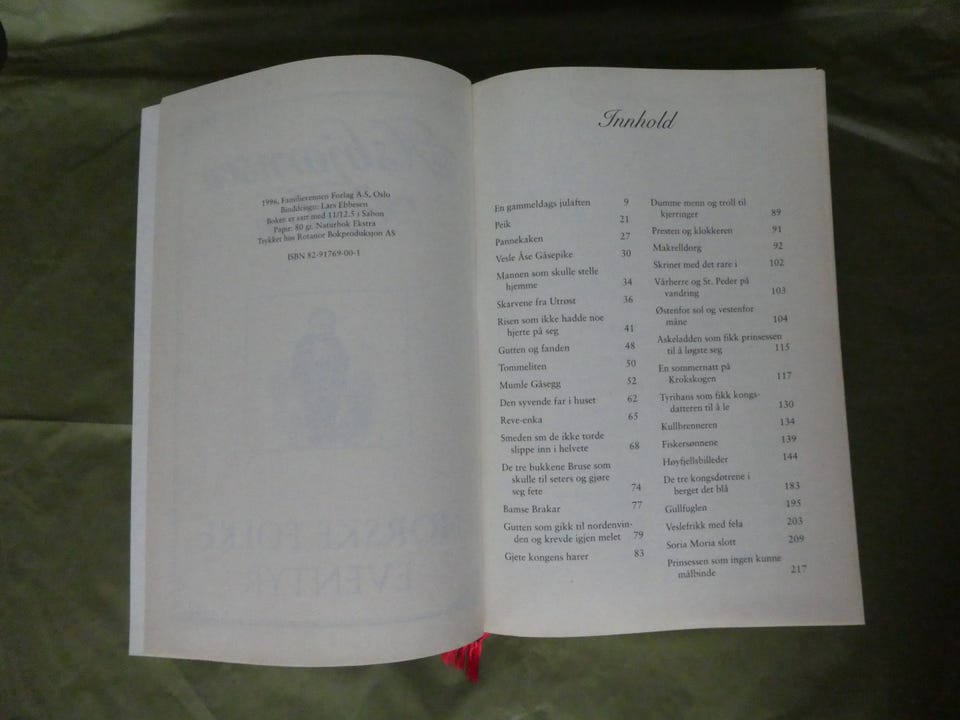 1996, Familievennen Forlag A.S, Oslo
Binddesign: Lars Ebbesen
Boken er satt med 11/12.5 i Sabon
Papir: 80 gr. Naturbok Ekstra
Trykket hos Rotanor Bokproduksjon AS
ISBN 82-91769-00-1
Innhold
En gammeldags julaften 9
Peik 21
Pannekaken 27
Vesle Åse Gåsepike 30
Mannen som skulle stelle
hjemme 34
Skarvene fra Utrøst 36
Risen som ikke hadde noe
hjerte på seg 41
Gutten og fanden 48
Tommeliten 50
Mumle Gåsegg 52
Den syvende far i huset 62
Reve-enka 65
Smeden sm de ikke torde
slippe inn i helvete 68
De tre bukkene Bruse som
skulle til seters og gjøre
seg fete 74
Bamse Brakar 77
Gutten som gikk til nordenvin-
den og krevde igjen melet 79
Gjete kongens harer 83
Dumme menn og troll til
kjerringer 89
Presten og klokkeren 91
Makrelldorg 92
Skrinet med det rare i 102
Vårherre og St. Peder på
vandring 103
Østenfor sol og vestenfor
måne 104
Askeladden som fikk prinsessen
til å løgste seg 115
En sommernatt på
Krokskogen 117
Tyrihans som fikk kongs-
datteren til å le 130
Kullbrenneren 134
Fiskersønnene 139
Høyfjellsbilleder 144
De tre kongsdøtrene i
berget det blå 183
Gullfuglen 195
Veslefrikk med fela 203
Soria Moria slott 209
Prinsessen som ingen kunne
målbinde 217